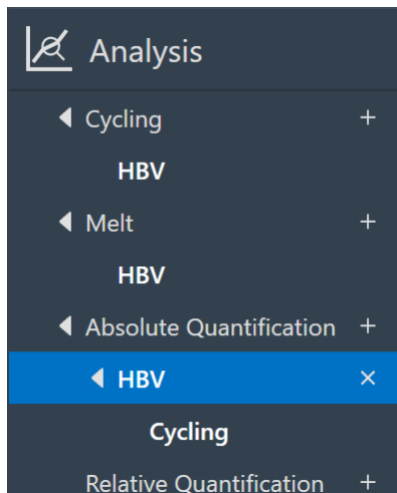 Analysis
Cycling +
HBV
Melt +
HBV
Absolute Quantification +
HBV ×
Cycling
Relative Quantification +